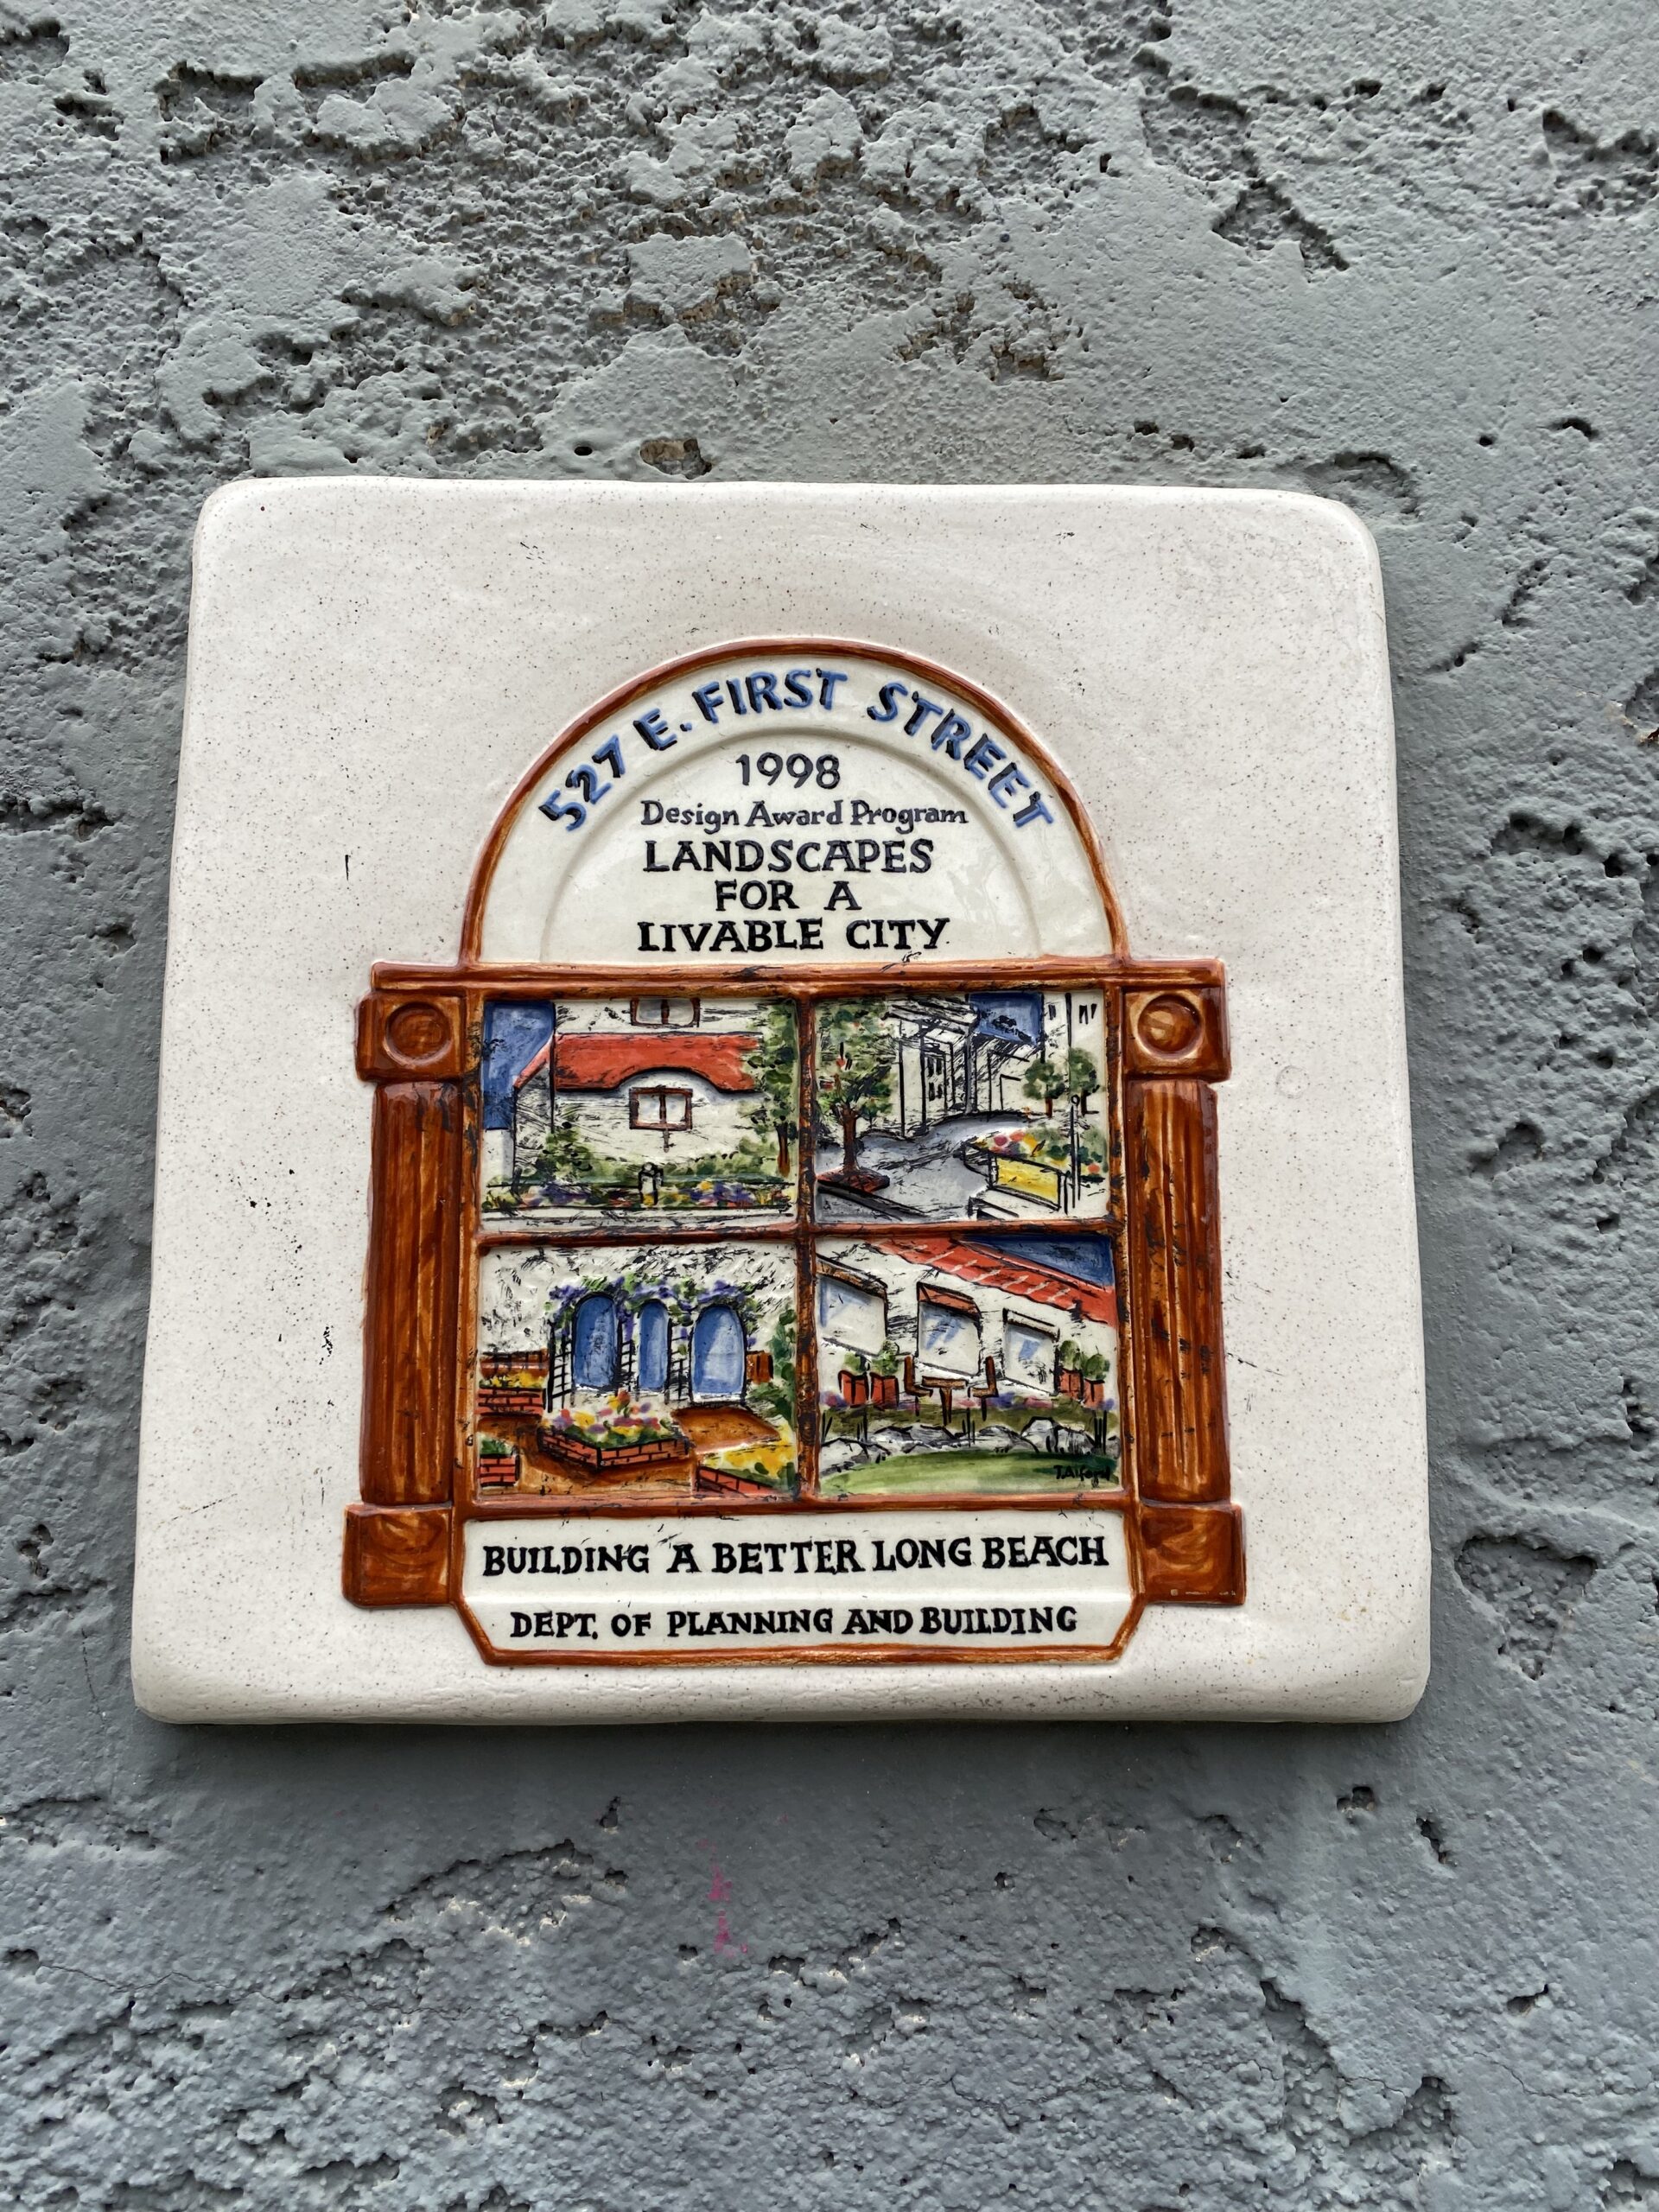 527 E. FIRST STREET
1998
Design Award Program
LANDSCAPES
FOR A
LIVABLE CITY
T. Alford
BUILDING A BETTER LONG BEACH
DEPT. OF PLANNING AND BUILDING